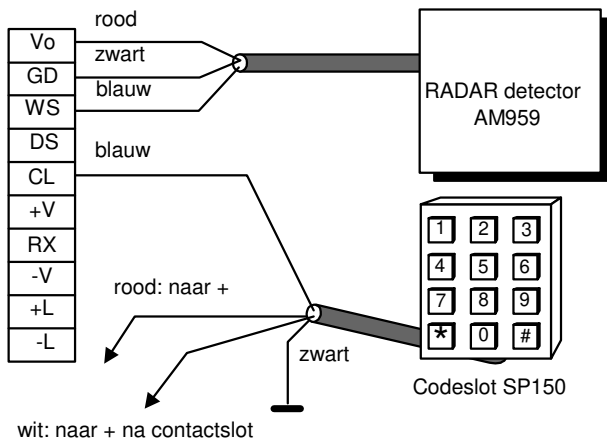 rood
Vo
zwart
GD
blauw
WS
RADAR detector
AM959
DS
blauw
CL
+V
RX
-V
+L
-L
1 2 3
4 5 6
7 8 9
* 0 #
rood: naar +
zwart
Codeslot SP150
wit: naar + na contactslot